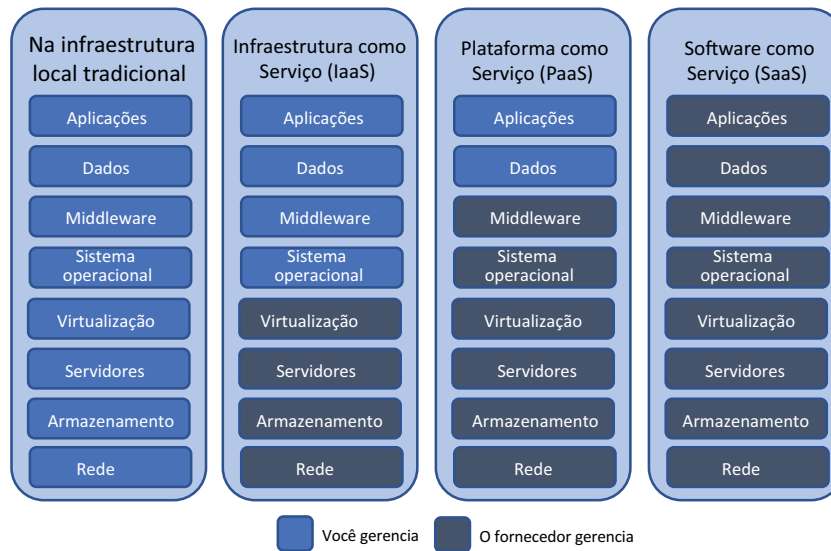 Na infraestrutura
local tradicional
Aplicações
Dados
Middleware
Sistema
operacional
Virtualização
Servidores
Armazenamento
Rede
Infraestrutura como
Serviço (IaaS)
Aplicações
Dados
Middleware
Sistema
operacional
Virtualização
Servidores
Armazenamento
Rede
Plataforma como
Serviço (PaaS)
Aplicações
Dados
Middleware
Sistema
operacional
Virtualização
Servidores
Armazenamento
Rede
Software como
Serviço (SaaS)
Aplicações
Dados
Middleware
Sistema
operacional
Virtualização
Servidores
Armazenamento
Rede
Você gerencia
O fornecedor gerencia